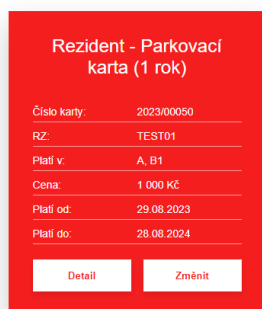 Rezident - Parkovací
karta (1 rok)
Číslo karty: 2023/00050
RZ: TEST01
Platí v: A, B1
Cena: 1 000 Kč
Platí od: 29.08.2023
Platí do: 28.08.2024
Detail Změnit